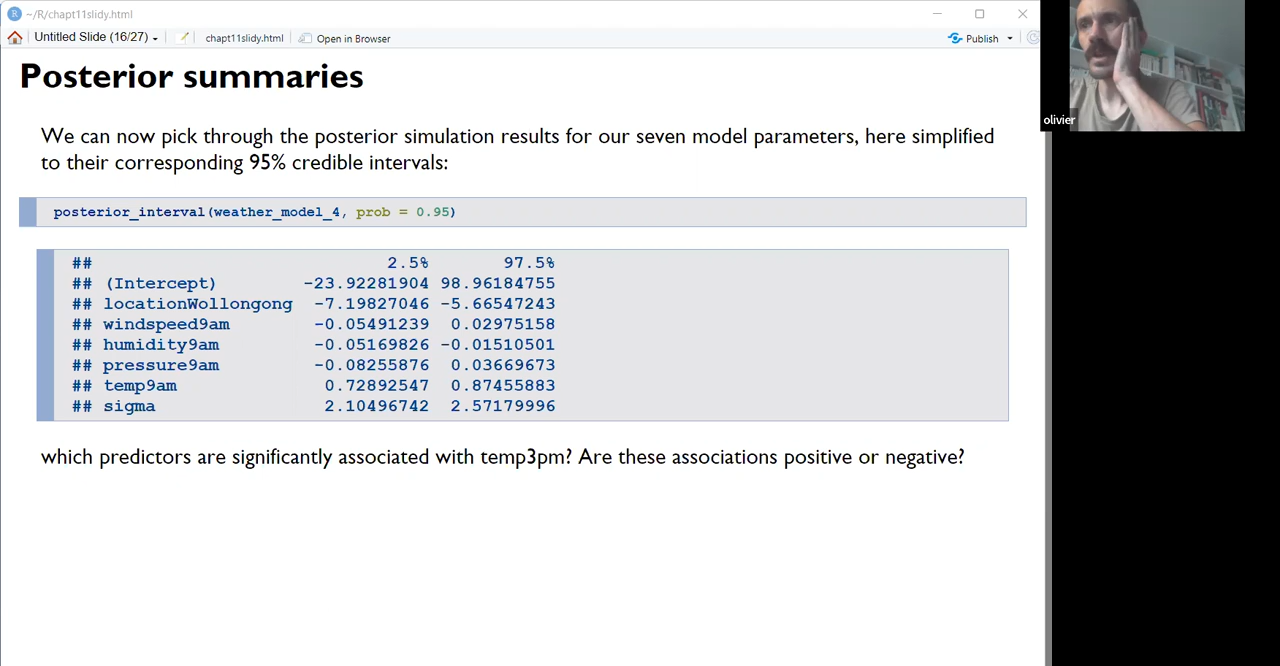 R ~/R/chapt11slidy.html
Untitled Slide (16/27) chapt11slidy.html Open in Browser Publish
olivier
Posterior summaries
We can now pick through the posterior simulation results for our seven model parameters, here simplified
to their corresponding 95% credible intervals:
posterior_interval(weather_model_4, prob = 0.95)
## 2.5% 97.5%
## (Intercept) -23.92281904 98.96184755
## locationWollongong -7.19827046 -5.66547243
## windspeed9am -0.05491239 0.02975158
## humidity9am -0.05169826 -0.01510501
## pressure9am -0.08255876 0.03669673
## temp9am 0.72892547 0.87455883
## sigma 2.10496742 2.57179996
which predictors are significantly associated with temp3pm? Are these associations positive or negative?